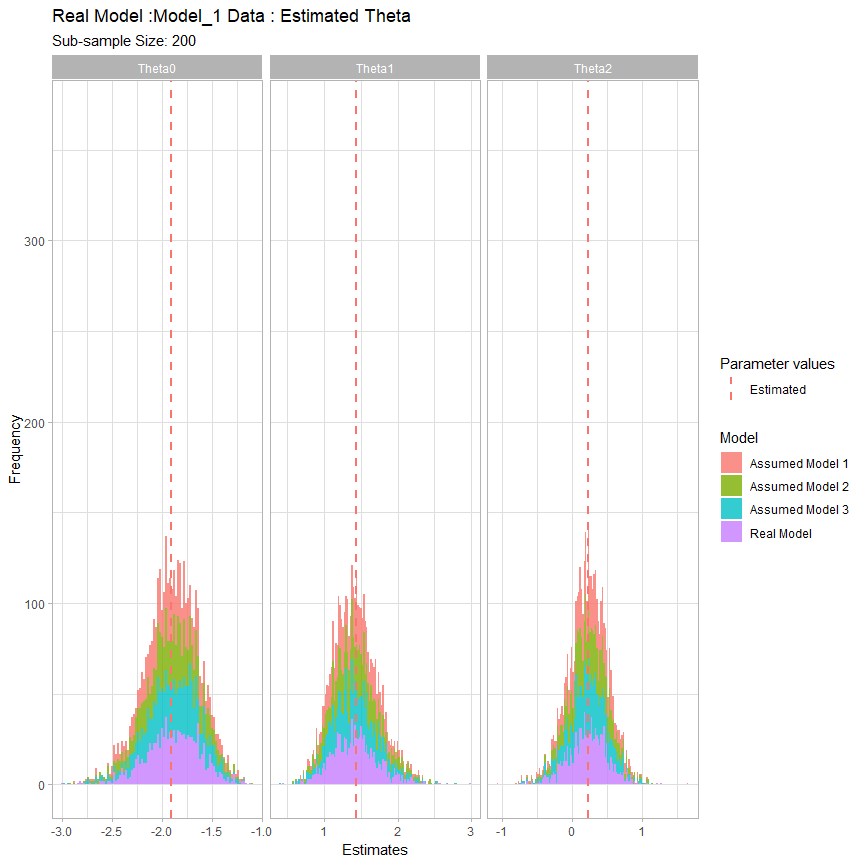 Real Model :Model_1 Data : Estimated Theta
Sub-sample Size: 200
Theta0 Theta1 Theta2
300
200
100
0
Frequency
-3.0 -2.5 -2.0 -1.5 -1.0 1 2 3 -1 0 1
Estimates
Parameter values
Estimated
Model
Assumed Model 1
Assumed Model 2
Assumed Model 3
Real Model